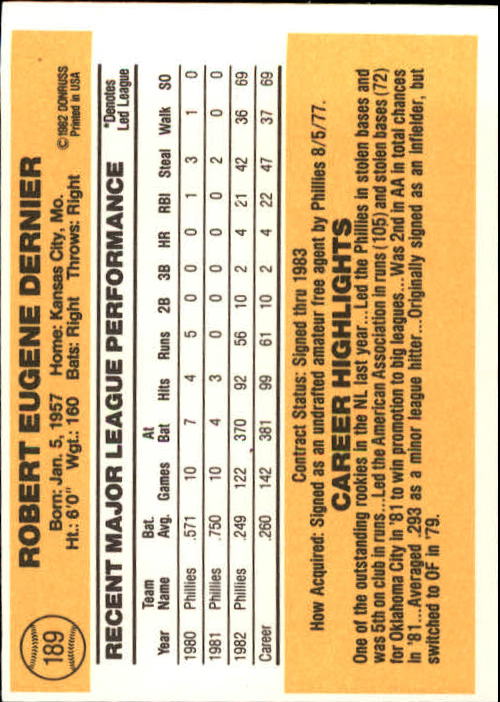 189
ROBERT EUGENE DERNIER
Born: Jan. 5, 1957 Home: Kansas City, Mo.
Ht.: 6'0" Wgt.: 160 Bats: Right Throws: Right
©1982 DONRUSS
Printed in USA
RECENT MAJOR LEAGUE PERFORMANCE
*Denotes
Led League
Team Bat. At
Year Name Avg. Games Bat Hits Runs 2B 3B HR RBI Steal Walk SO
1980 Phillies .571 10 7 4 5 0 0 0 1 3 1 0
1981 Phillies .750 10 4 3 0 0 0 0 0 2 0 0
1982 Phillies .249 122 370 92 56 10 2 4 21 42 36 69
Career .260 142 381 99 61 10 2 4 22 47 37 69
Contract Status: Signed thru 1983
How Acquired: Signed as an undrafted amateur free agent by Phillies 8/5/77.
CAREER HIGHLIGHTS
One of the outstanding rookies in the NL last year...Led the Phillies in stolen bases and
was 5th on club in runs...Led the American Association in runs (105) and stolen bases (72)
for Oklahoma City in '81 to win promotion to big leagues...Was 2nd in AA in total chances
in '81...Averaged .293 as a minor league hitter...Originally signed as an infielder, but
switched to OF in '79.